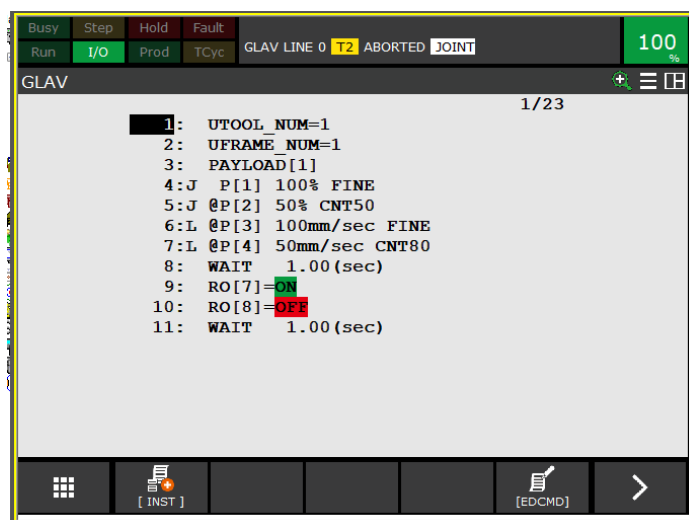 Busy Step Hold Fault
Run I/O Prod TCyc GLAV LINE 0 T2 ABORTED JOINT 100 %
GLAV
1/23
1: UTOOL_NUM=1
2: UFRAME_NUM=1
3: PAYLOAD[1]
4:J P[1] 100% FINE
5:J @P[2] 50% CNT50
6:L @P[3] 100mm/sec FINE
7:L @P[4] 50mm/sec CNT80
8: WAIT 1.00(sec)
9: RO[7]=ON
10: RO[8]=OFF
11: WAIT 1.00(sec)
[ INST ] [EDCMD]